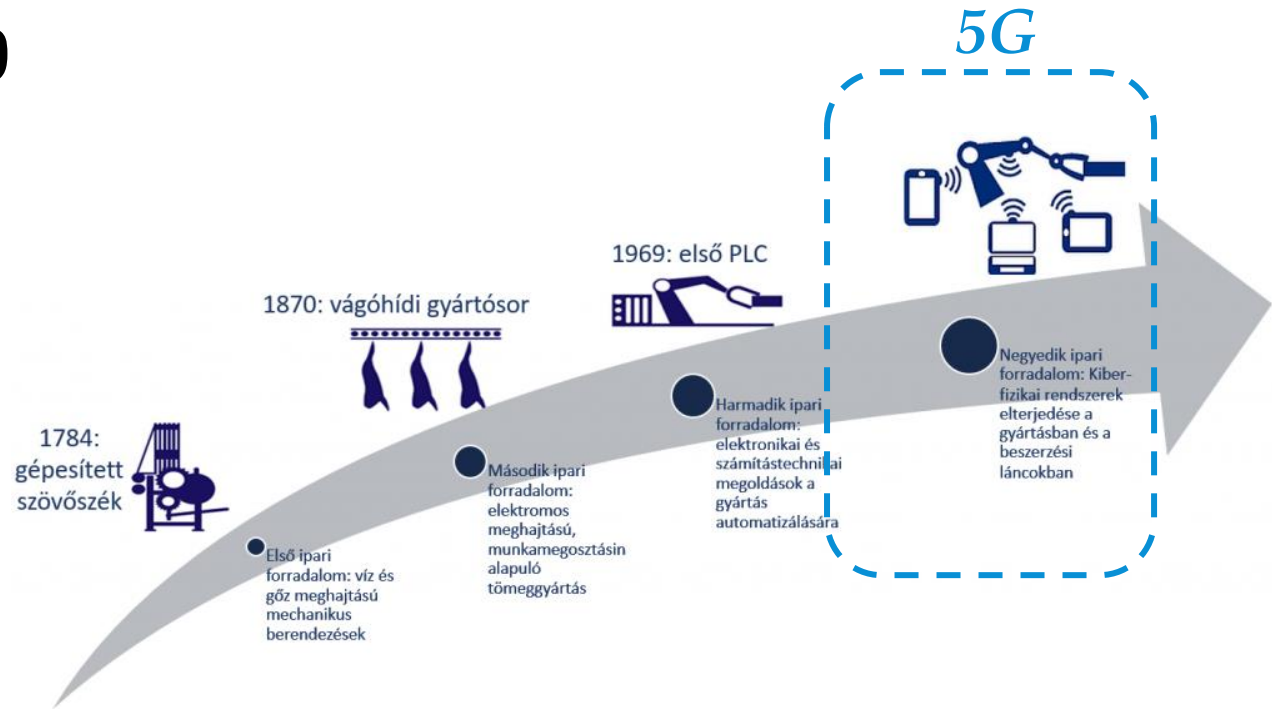 5G
1969: első PLC
1870: vágóhídi gyártósor
1784:
gépesített
szövőszék
Negyedik ipari
forradalom: Kiber-
fizikai rendszerek
elterjedése a
gyártásban és a
beszerzési
láncokban
Harmadik ipari
forradalom:
elektronikai és
számítástechnikai
megoldások a
gyártás
automatizálására
Második ipari
forradalom:
elektromos
meghajtású,
munkamegosztásin
alapuló
tömeggyártás
Első ipari
forradalom: víz és
gőz meghajtású
mechanikus
berendezések